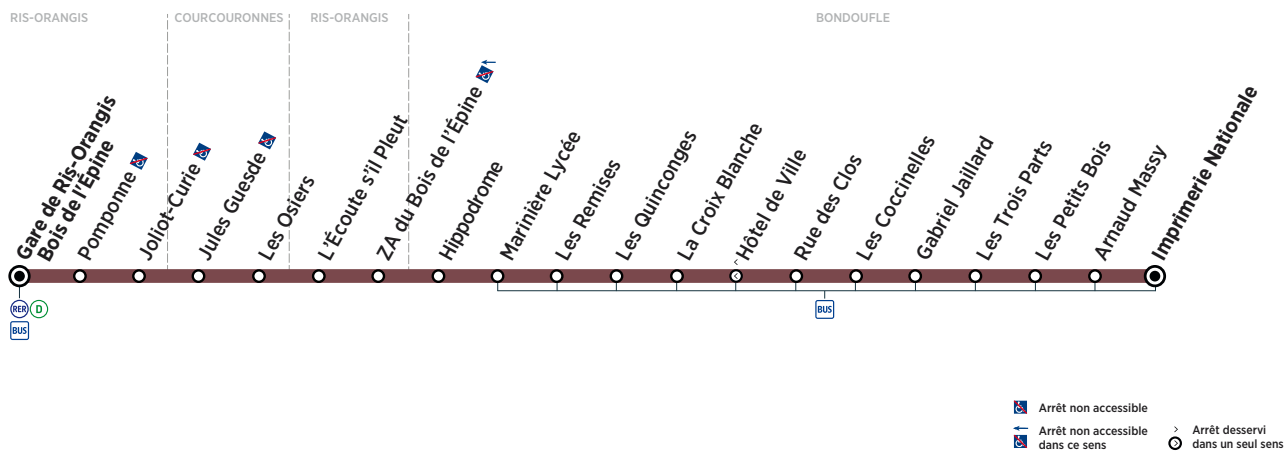 RIS-ORANGIS
COURCOURONNES
RIS-ORANGIS
BONDOUFLE
Gare de Ris-Orangis
Bois de l'Épine
Pomponne
Joliot-Curie
Jules Guesde
Les Osiers
L'Écoute s'il Pleut
ZA du Bois de l'Épine
Hippodrome
Marinière Lycée
Les Remises
Les Quinconges
La Croix Blanche
Hôtel de Ville
Rue des Clos
Les Coccinelles
Gabriel Jaillard
Les Trois Parts
Les Petits Bois
Arnaud Massy
Imprimerie Nationale
RER D
BUS
BUS
Arrêt non accessible
Arrêt non accessible
dans ce sens
Arrêt desservi
dans un seul sens